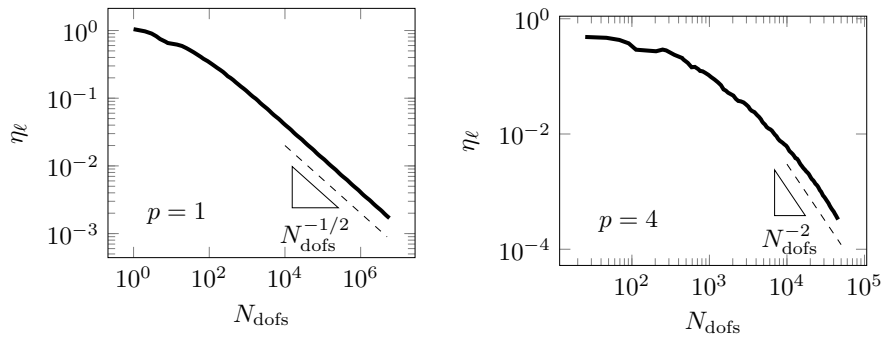 10^0
10^{-1}
10^{-2}
10^{-3}
η_ℓ
p = 1
N_dofs^{-1/2}
10^0 10^2 10^4 10^6
N_dofs
10^0
10^{-2}
10^{-4}
η_ℓ
p = 4
N_dofs^{-2}
10^2 10^3 10^4 10^5
N_dofs